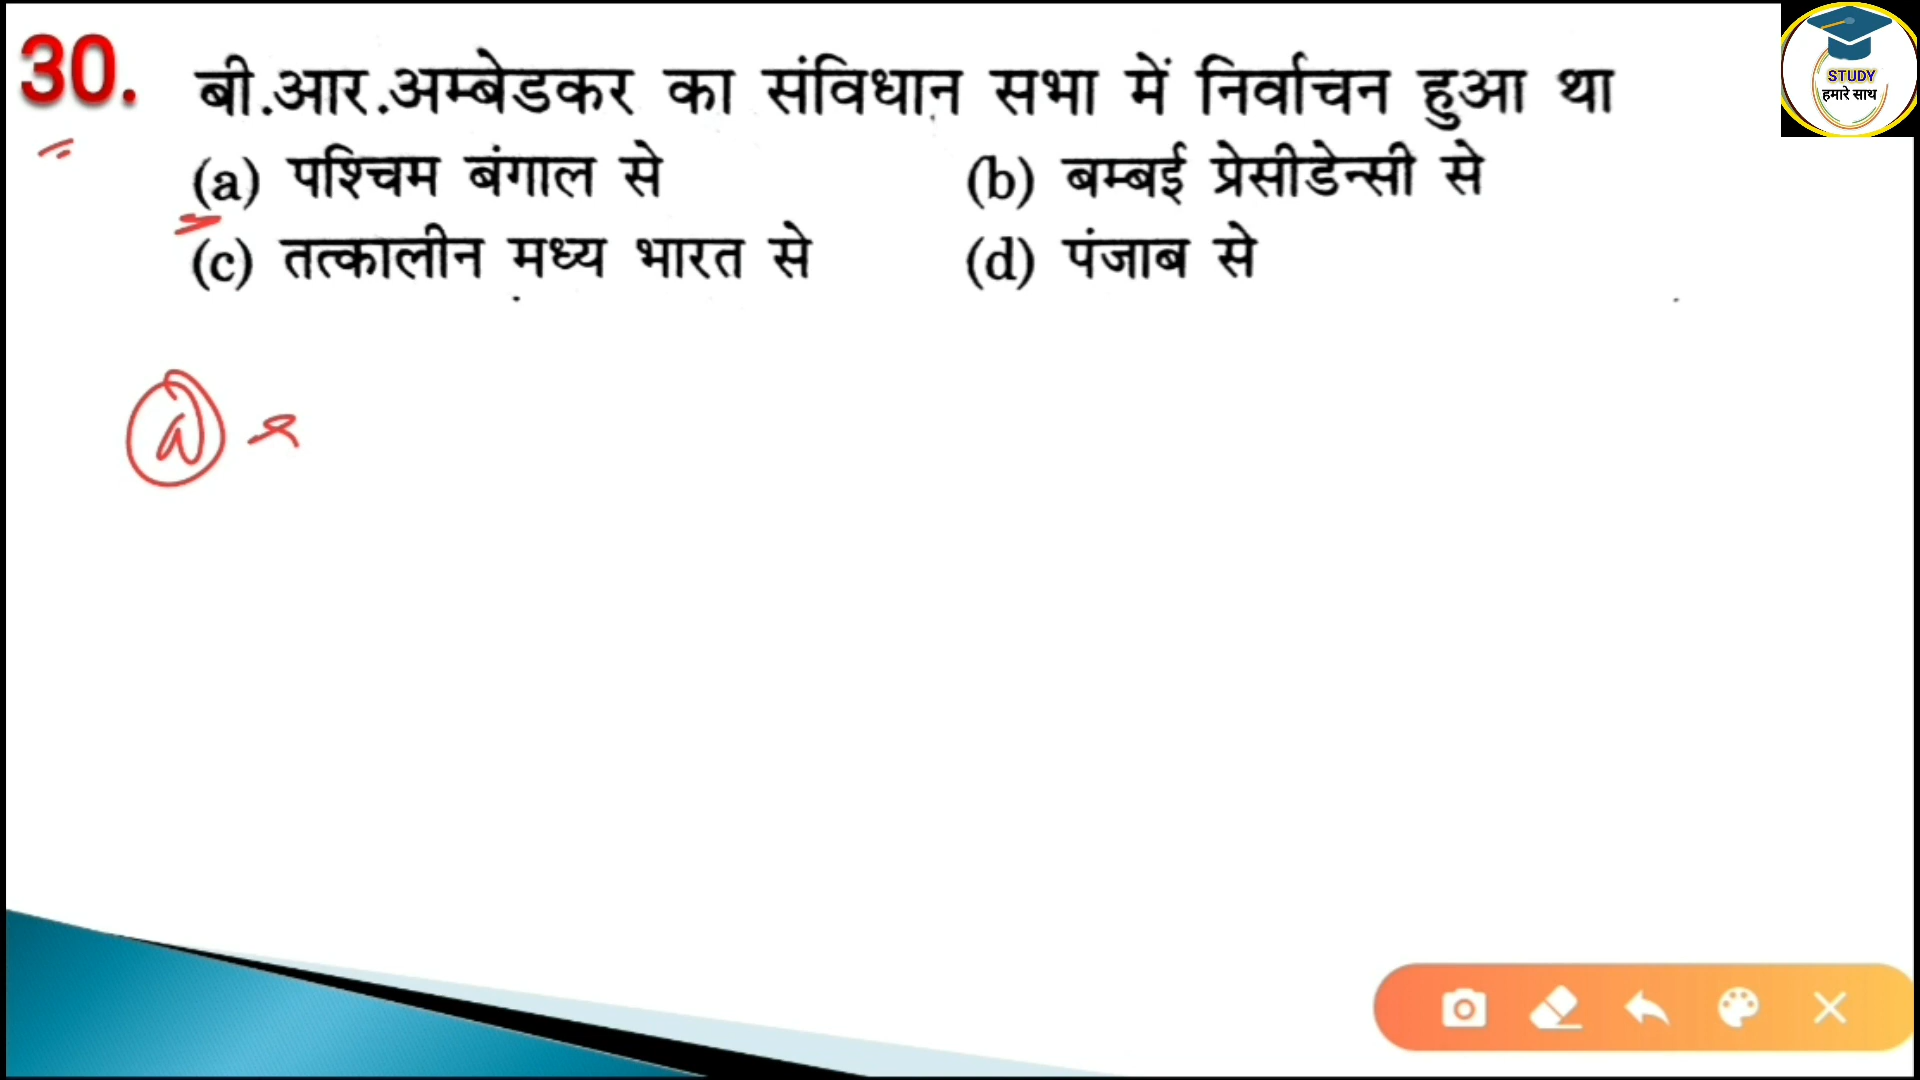 30. बी.आर.अम्बेडकर का संविधान सभा में निर्वाचन हुआ था
(a) पश्चिम बंगाल से (b) बम्बई प्रेसीडेन्सी से
(c) तत्कालीन मध्य भारत से (d) पंजाब से
a
STUDY
हमारे साथ